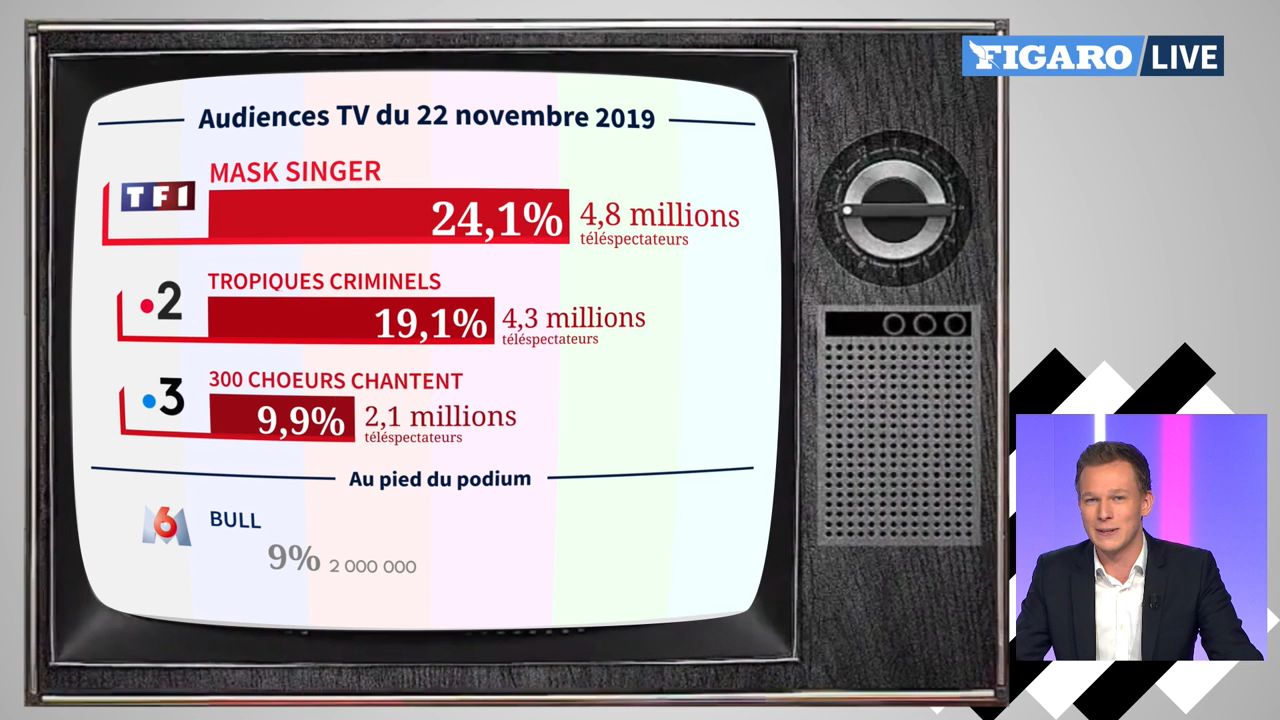 FIGARO LIVE
Audiences TV du 22 novembre 2019
MASK SINGER
TF1
24,1%
4,8 millions
téléspectateurs
TROPIQUES CRIMINELS
2
19,1%
4,3 millions
téléspectateurs
300 CHOEURS CHANTENT
3
9,9%
2,1 millions
téléspectateurs
Au pied du podium
M6
BULL
9% 2 000 000